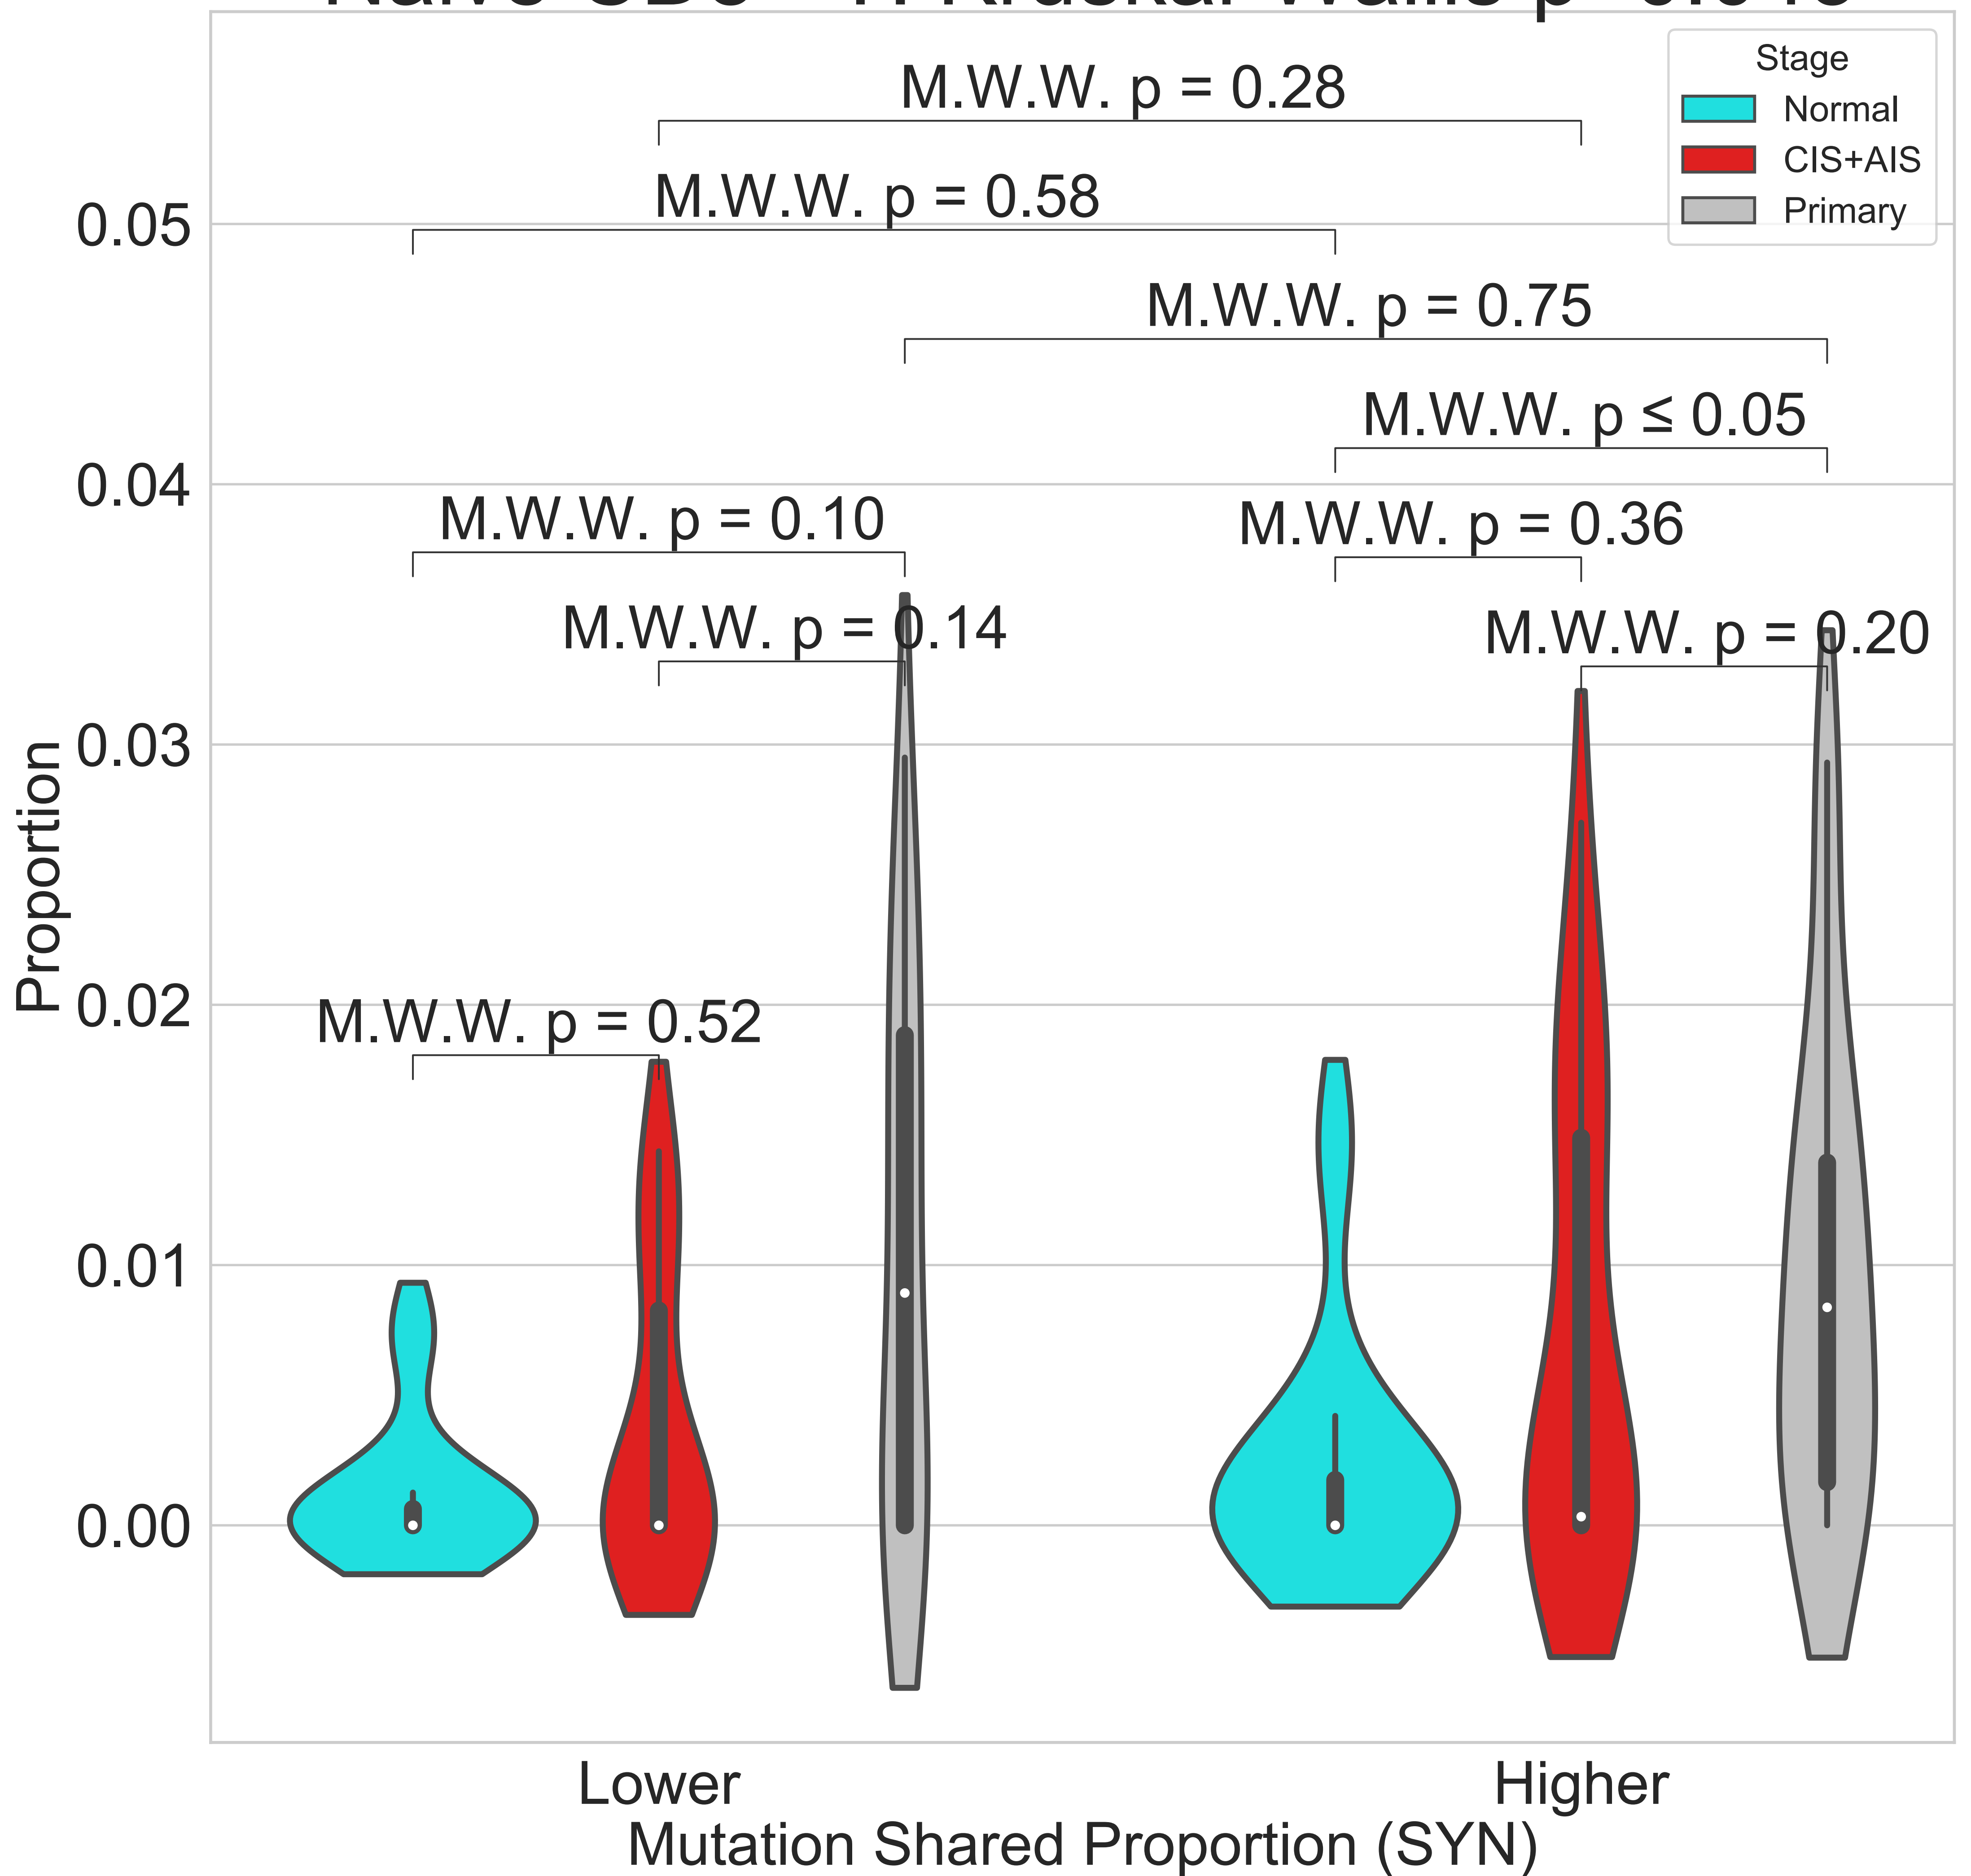 Stage
Normal
CIS+AIS
Primary
M.W.W. p = 0.28
M.W.W. p = 0.58
M.W.W. p = 0.75
M.W.W. p ≤ 0.05
M.W.W. p = 0.10
M.W.W. p = 0.36
M.W.W. p = 0.14
M.W.W. p = 0.20
M.W.W. p = 0.52
0.05
0.04
0.03
0.02
0.01
0.00
Proportion
Lower
Higher
Mutation Shared Proportion (SYN)